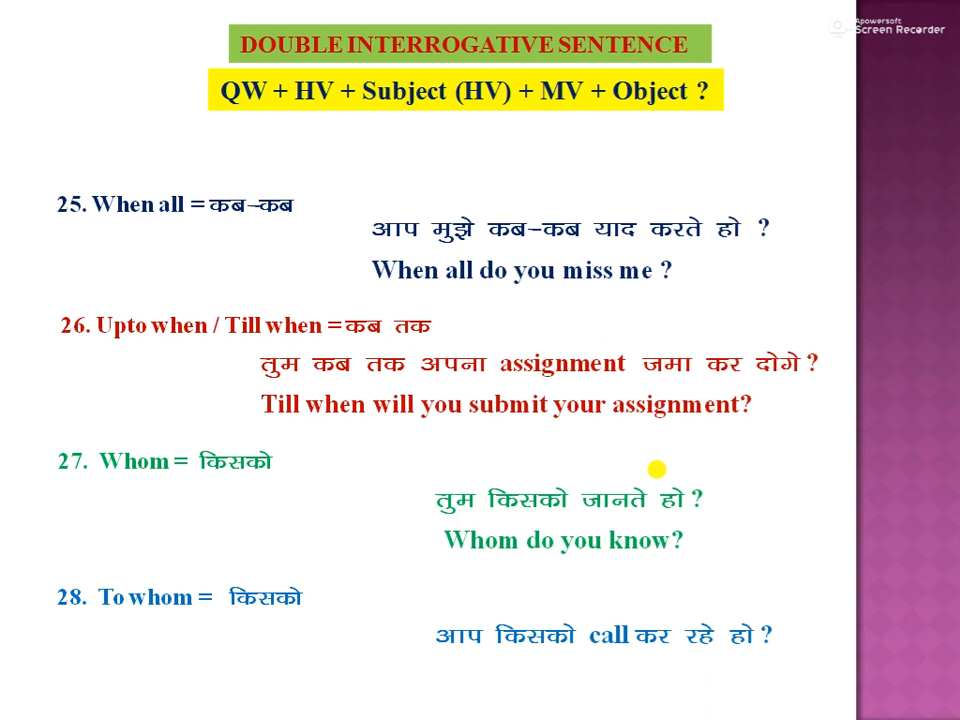 Apowersoft
Screen Recorder
DOUBLE INTERROGATIVE SENTENCE
QW + HV + Subject (HV) + MV + Object ?
25. When all = कब-कब
आप मुझे कब-कब याद करते हो ?
When all do you miss me ?
26. Upto when / Till when = कब तक
तुम कब तक अपना assignment जमा कर दोगे ?
Till when will you submit your assignment?
27. Whom = किसको
तुम किसको जानते हो ?
Whom do you know?
28. To whom = किसको
आप किसको call कर रहे हो ?